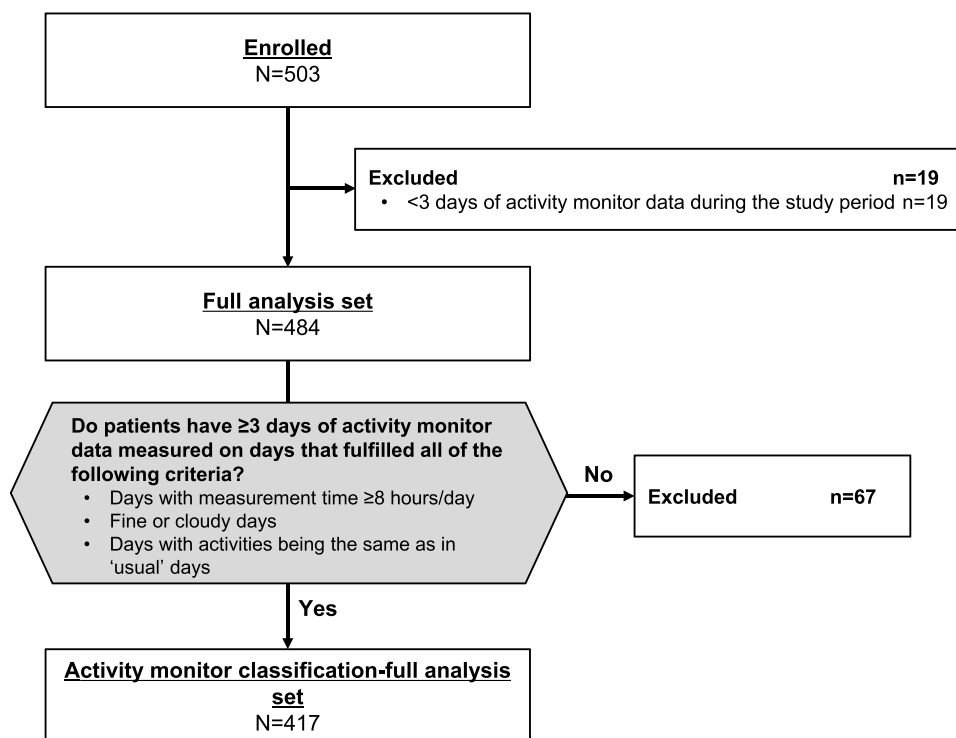 Enrolled
N=503
Excluded n=19
• <3 days of activity monitor data during the study period n=19
Full analysis set
N=484
Do patients have ≥3 days of activity monitor
data measured on days that fulfilled all of the
following criteria?
• Days with measurement time ≥8 hours/day
• Fine or cloudy days
• Days with activities being the same as in
‘usual’ days
No
Excluded n=67
Yes
Activity monitor classification-full analysis
set
N=417